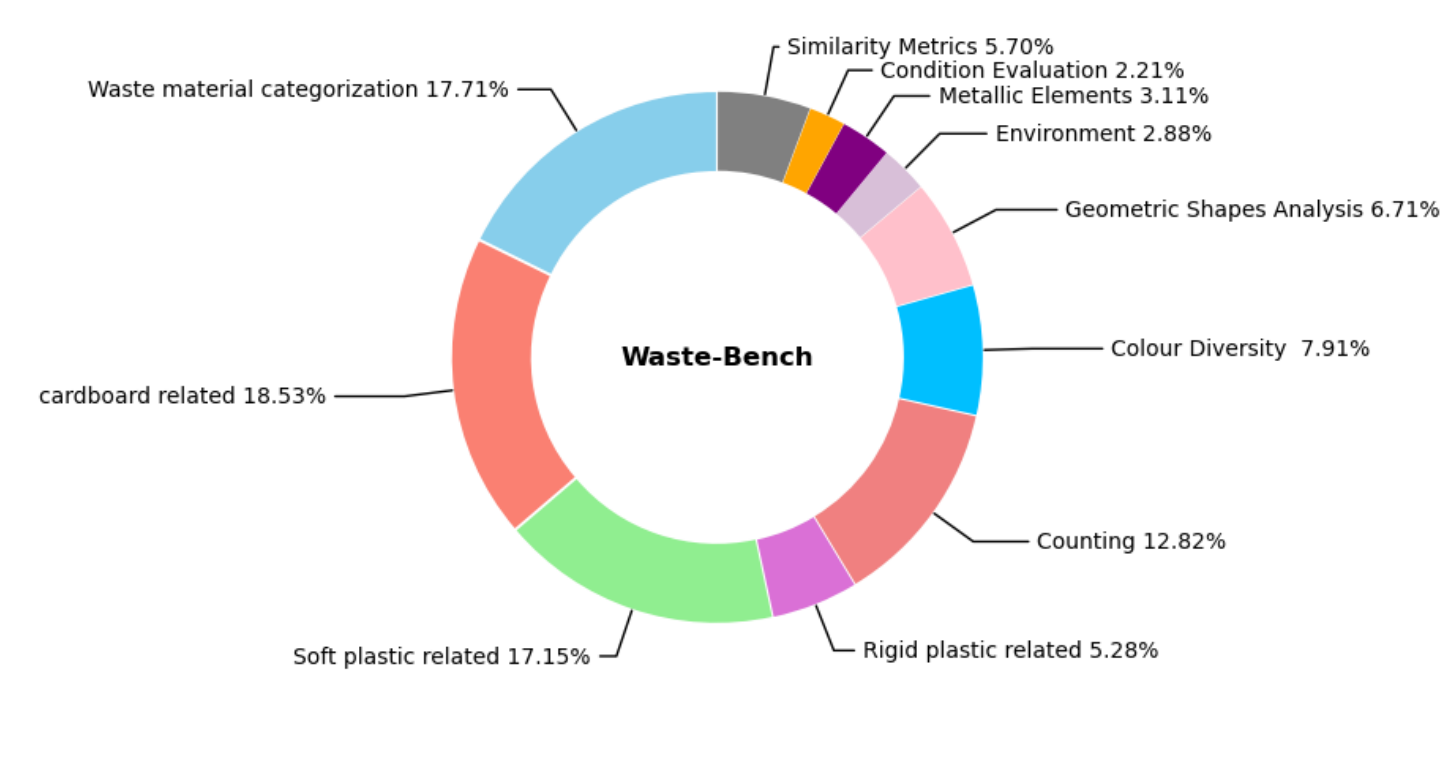 Similarity Metrics 5.70%
Condition Evaluation 2.21%
Waste material categorization 17.71%
Metallic Elements 3.11%
Environment 2.88%
Geometric Shapes Analysis 6.71%
Colour Diversity  7.91%
Waste-Bench
cardboard related 18.53%
Counting 12.82%
Rigid plastic related 5.28%
Soft plastic related 17.15%